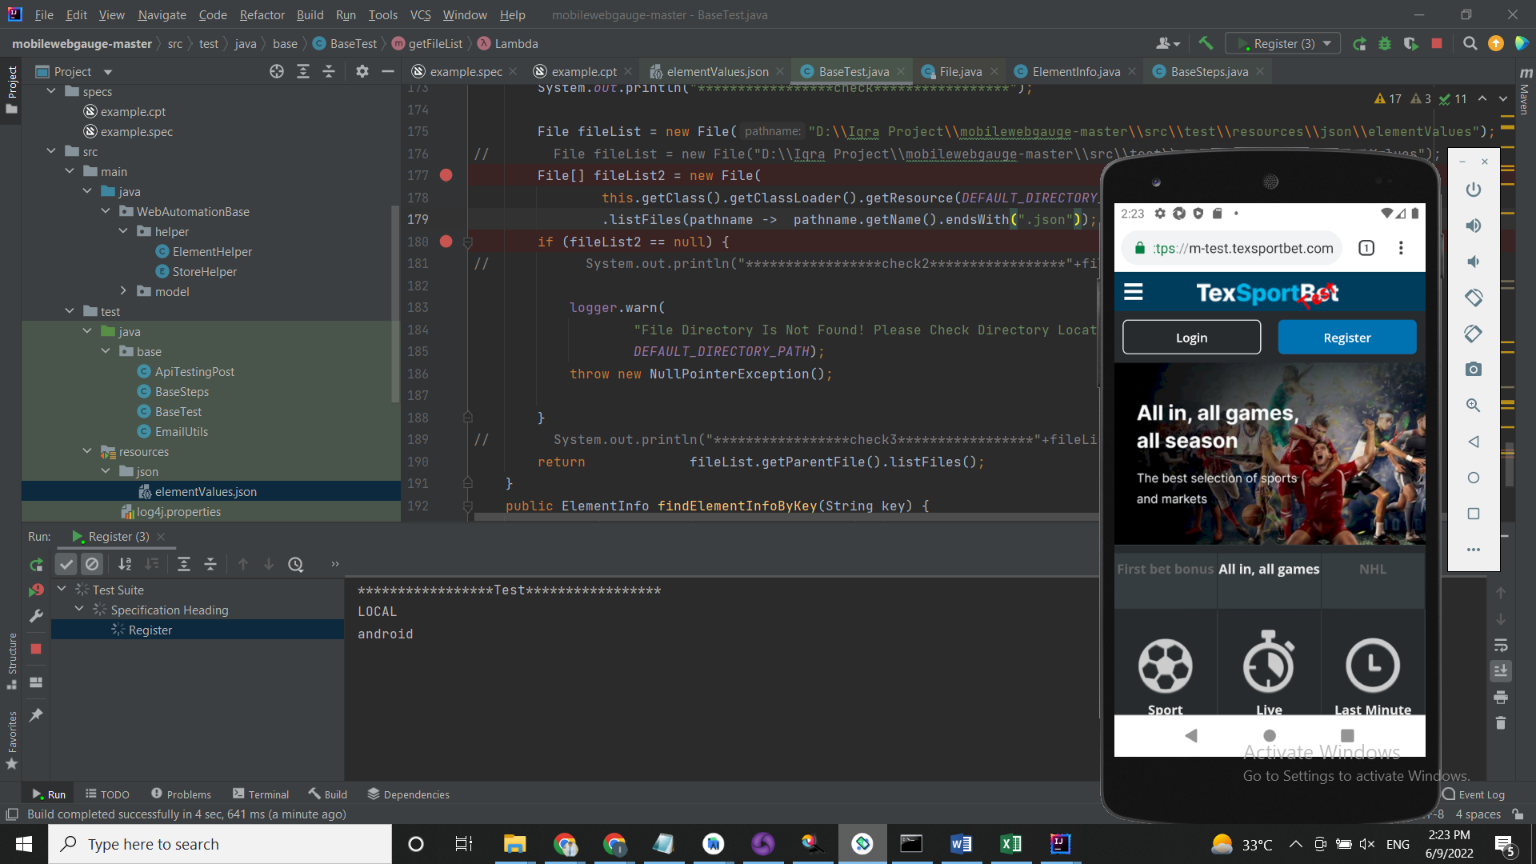 File Edit View Navigate Code Refactor Build Run Tools VCS Window Help mobilewebgauge-master - BaseTest.java
mobilewebgauge-master src test java base BaseTest getFileList Lambda
Register (3)
Project
example.spec example.cpt elementValues.json BaseTest.java File.java ElementInfo.java BaseSteps.java
Project
Maven
17 3 11
specs
example.cpt
example.spec
src
main
java
WebAutomationBase
helper
ElementHelper
StoreHelper
model
test
java
base
ApiTestingPost
BaseSteps
BaseTest
EmailUtils
resources
json
elementValues.json
log4j.properties
173 System.out.println("*****************check*****************");
174
175 File fileList = new File( pathname: "D:\\Iqra Project\\mobilewebgauge-master\\src\\test\\resources\\json\\elementValues");
176 // File fileList = new File("D:\\Iqra Project\\mobilewebgauge-master\\src\\test\\
177 File[] fileList2 = new File(
178 this.getClass().getClassLoader().getResource(DEFAULT_DIRECTORY_
179 .listFiles(pathname -> pathname.getName().endsWith(".json"));
180 if (fileList2 == null) {
181 // System.out.println("*****************check2*****************"+fil
182
183 logger.warn(
184 "File Directory Is Not Found! Please Check Directory Locat
185 DEFAULT_DIRECTORY_PATH);
186 throw new NullPointerException();
187
188 }
189 // System.out.println("*****************check3*****************"+fileLi
190 return fileList.getParentFile().listFiles();
191 }
192 public ElementInfo findElementInfoByKey(String key) {
2:23
tps://m-test.texsportbet.com 1
TexSportBet
Test
Login Register
All in, all games,
all season
The best selection of sports
and markets
First bet bonus All in, all games NHL
Sport Live Last Minute
Run: Register (3)
Test Suite
Specification Heading
Register
*****************Test*****************
LOCAL
android
Structure
Favorites
Activate Windows
Go to Settings to activate Windows.
Run TODO Problems Terminal Build Dependencies
Event Log
Build completed successfully in 4 sec, 641 ms (a minute ago)
4 spaces
Type here to search
33°C ENG 2:23 PM
6/9/2022
5